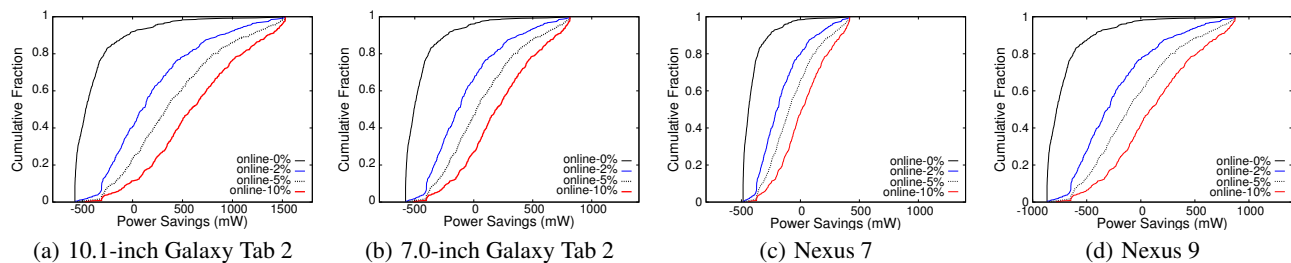 Cumulative Fraction
1
0.8
0.6
0.4
0.2
0
-500 0 500 1000 1500
Power Savings (mW)
online-0%
online-2%
online-5%
online-10%
(a) 10.1-inch Galaxy Tab 2
Cumulative Fraction
1
0.8
0.6
0.4
0.2
0
-500 0 500 1000
Power Savings (mW)
online-0%
online-2%
online-5%
online-10%
(b) 7.0-inch Galaxy Tab 2
Cumulative Fraction
1
0.8
0.6
0.4
0.2
0
-500 0 500 1000
Power Savings (mW)
online-0%
online-2%
online-5%
online-10%
(c) Nexus 7
Cumulative Fraction
1
0.8
0.6
0.4
0.2
0
-1000 -500 0 500 1000
Power Savings (mW)
online-0%
online-2%
online-5%
online-10%
(d) Nexus 9